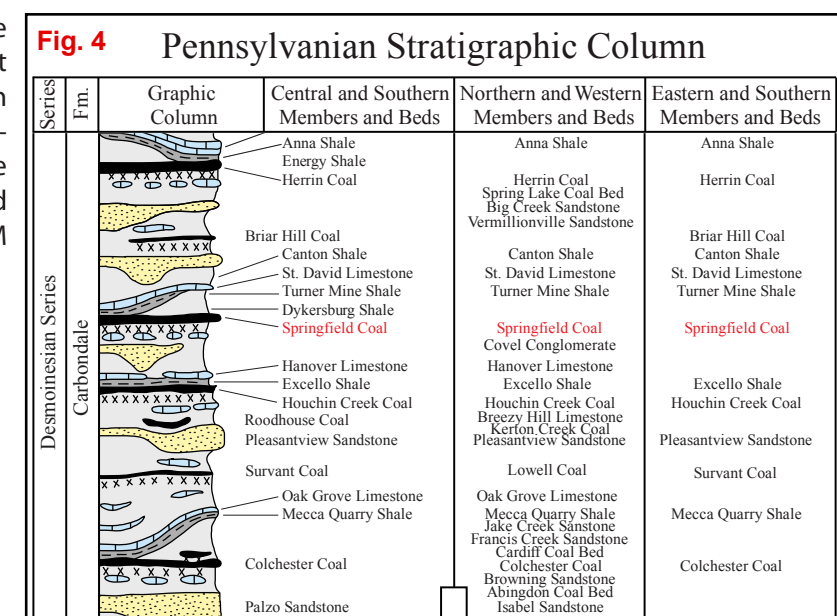 e
t
n
–
e
d
M
Fig. 4
Pennsylvanian Stratigraphic Column
Series
Fm.
Graphic
Column
Central and Southern
Members and Beds
Northern and Western
Members and Beds
Eastern and Southern
Members and Beds
Desmoinesian Series
Carbondale
Anna Shale
Energy Shale
Herrin Coal
Briar Hill Coal
Canton Shale
St. David Limestone
Turner Mine Shale
Dykersburg Shale
Springfield Coal
Hanover Limestone
Excello Shale
Houchin Creek Coal
Roodhouse Coal
Pleasantview Sandstone
Survant Coal
Oak Grove Limestone
Mecca Quarry Shale
Colchester Coal
Palzo Sandstone
Anna Shale
Herrin Coal
Spring Lake Coal Bed
Big Creek Sandstone
Vermillionville Sandstone
Canton Shale
St. David Limestone
Turner Mine Shale
Springfield Coal
Covel Conglomerate
Hanover Limestone
Excello Shale
Houchin Creek Coal
Breezy Hill Limestone
Kerton Creek Coal
Pleasantview Sandstone
Lowell Coal
Oak Grove Limestone
Mecca Quarry Shale
Jake Creek Sanstone
Francis Creek Sandstone
Cardiff Coal Bed
Colchester Coal
Browning Sandstone
Abingdon Coal Bed
Isabel Sandstone
Anna Shale
Herrin Coal
Briar Hill Coal
Canton Shale
St. David Limestone
Turner Mine Shale
Springfield Coal
Excello Shale
Houchin Creek Coal
Pleasantview Sandstone
Survant Coal
Mecca Quarry Shale
Colchester Coal